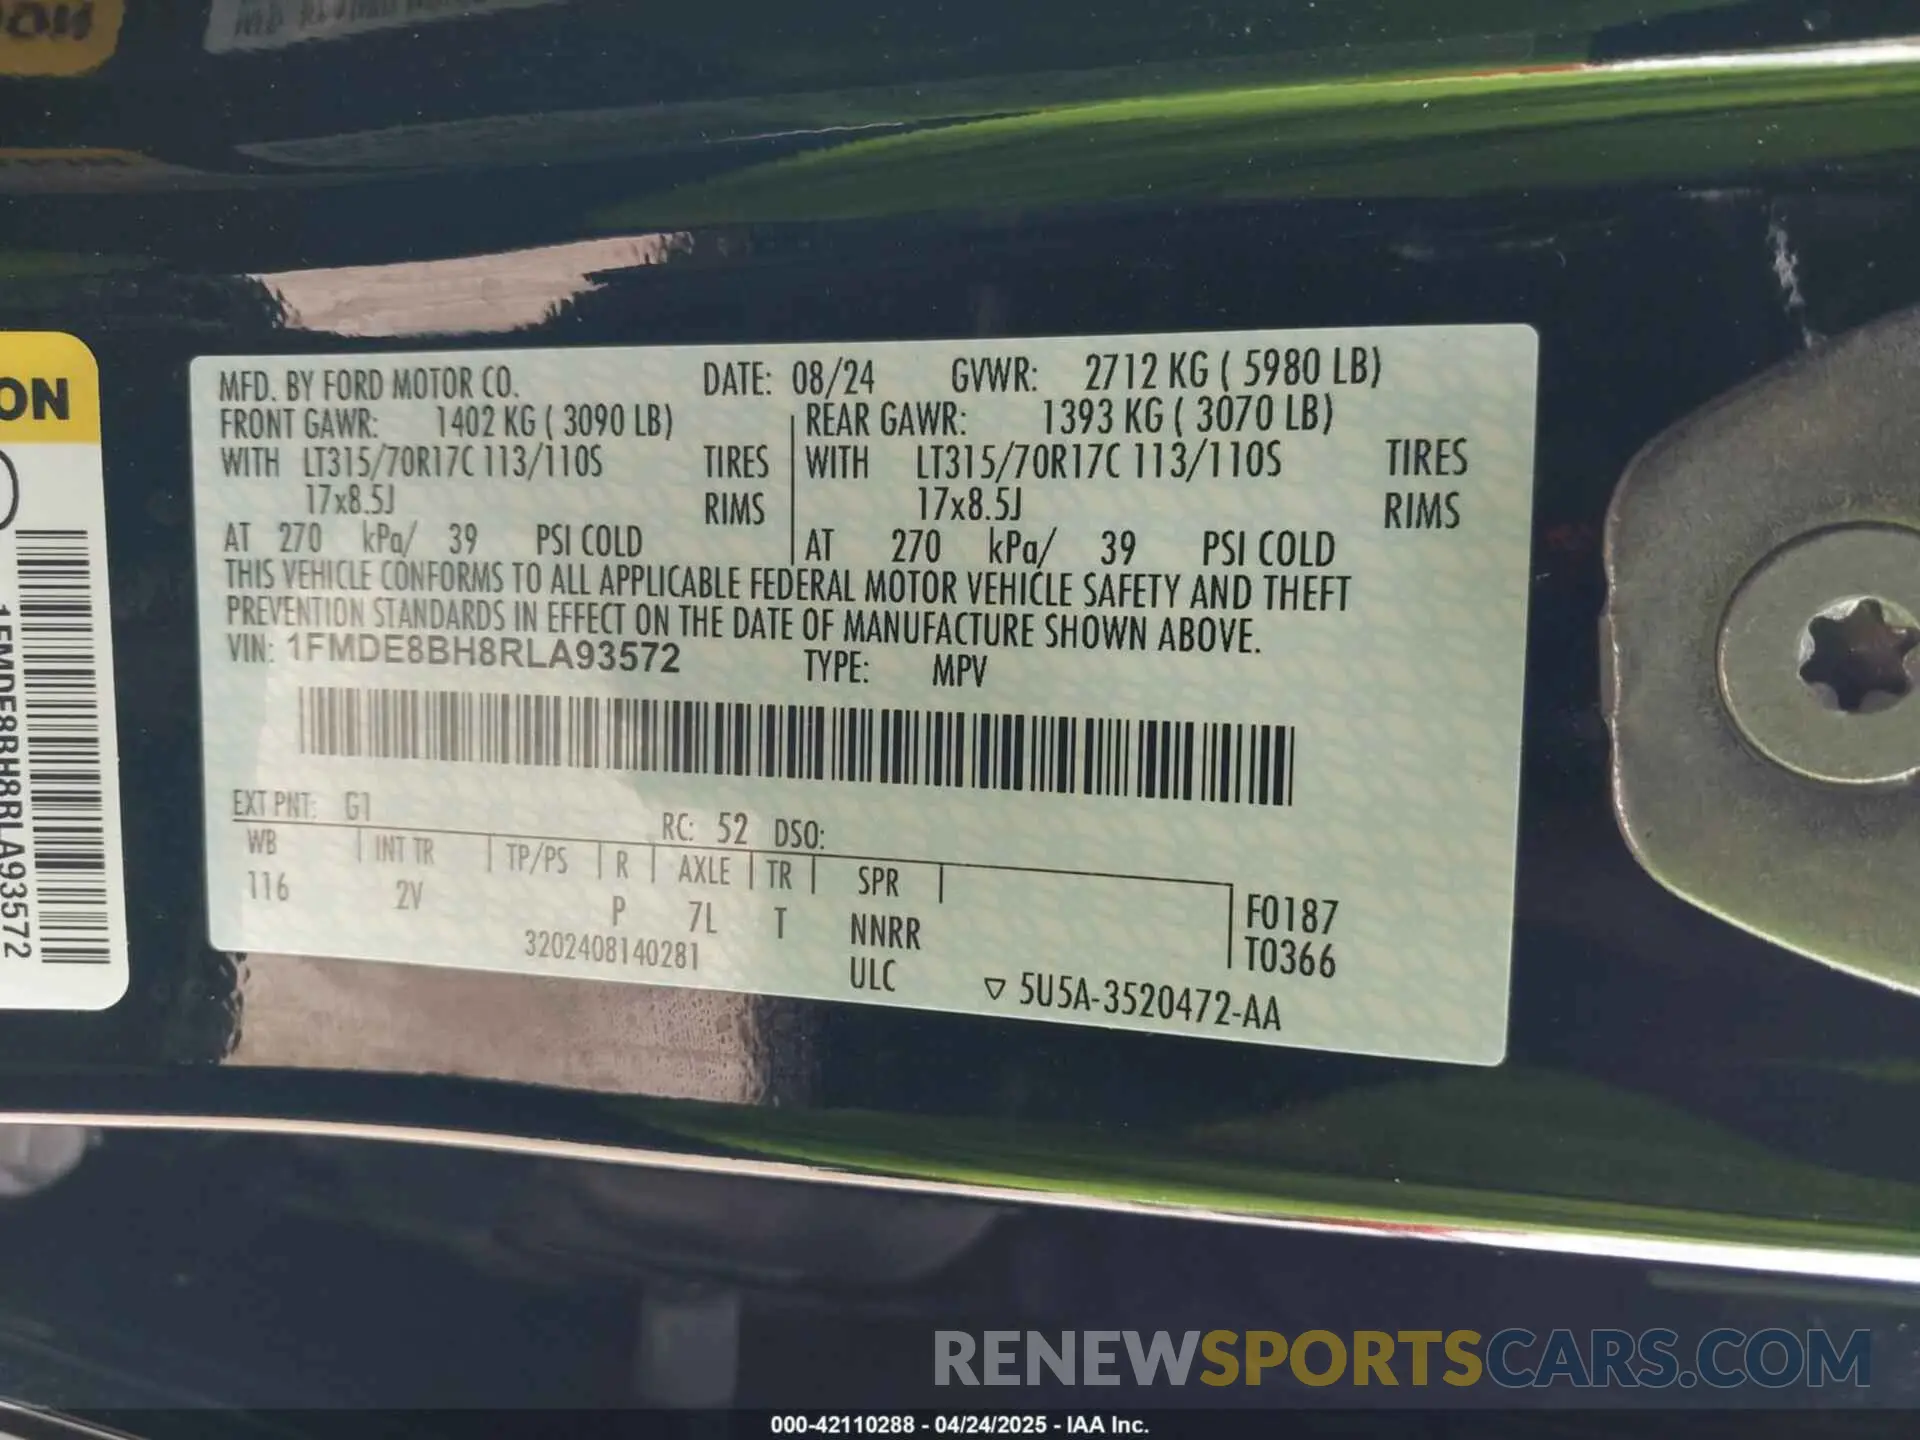 ON
1FMDE8BH8RLA93572
MFD. BY FORD MOTOR CO. DATE: 08/24 GVWR: 2712 KG ( 5980 LB)
FRONT GAWR: 1402 KG ( 3090 LB) REAR GAWR: 1393 KG ( 3070 LB)
WITH LT315/70R17C 113/110S TIRES WITH LT315/70R17C 113/110S TIRES
17x8.5J RIMS 17x8.5J RIMS
AT 270 kPa/ 39 PSI COLD AT 270 kPa/ 39 PSI COLD
THIS VEHICLE CONFORMS TO ALL APPLICABLE FEDERAL MOTOR VEHICLE SAFETY AND THEFT
PREVENTION STANDARDS IN EFFECT ON THE DATE OF MANUFACTURE SHOWN ABOVE.
VIN: 1FMDE8BH8RLA93572 TYPE: MPV
EXT PNT: G1 RC: 52 DSO:
WB INT TR TP/PS R AXLE TR SPR
116 2V P 7L T NNRR F0187
3202408140281 ULC T0366
▽ 5U5A-3520472-AA
RENEWSPORTSCARS.COM
000-42110288 - 04/24/2025 - IAA Inc.